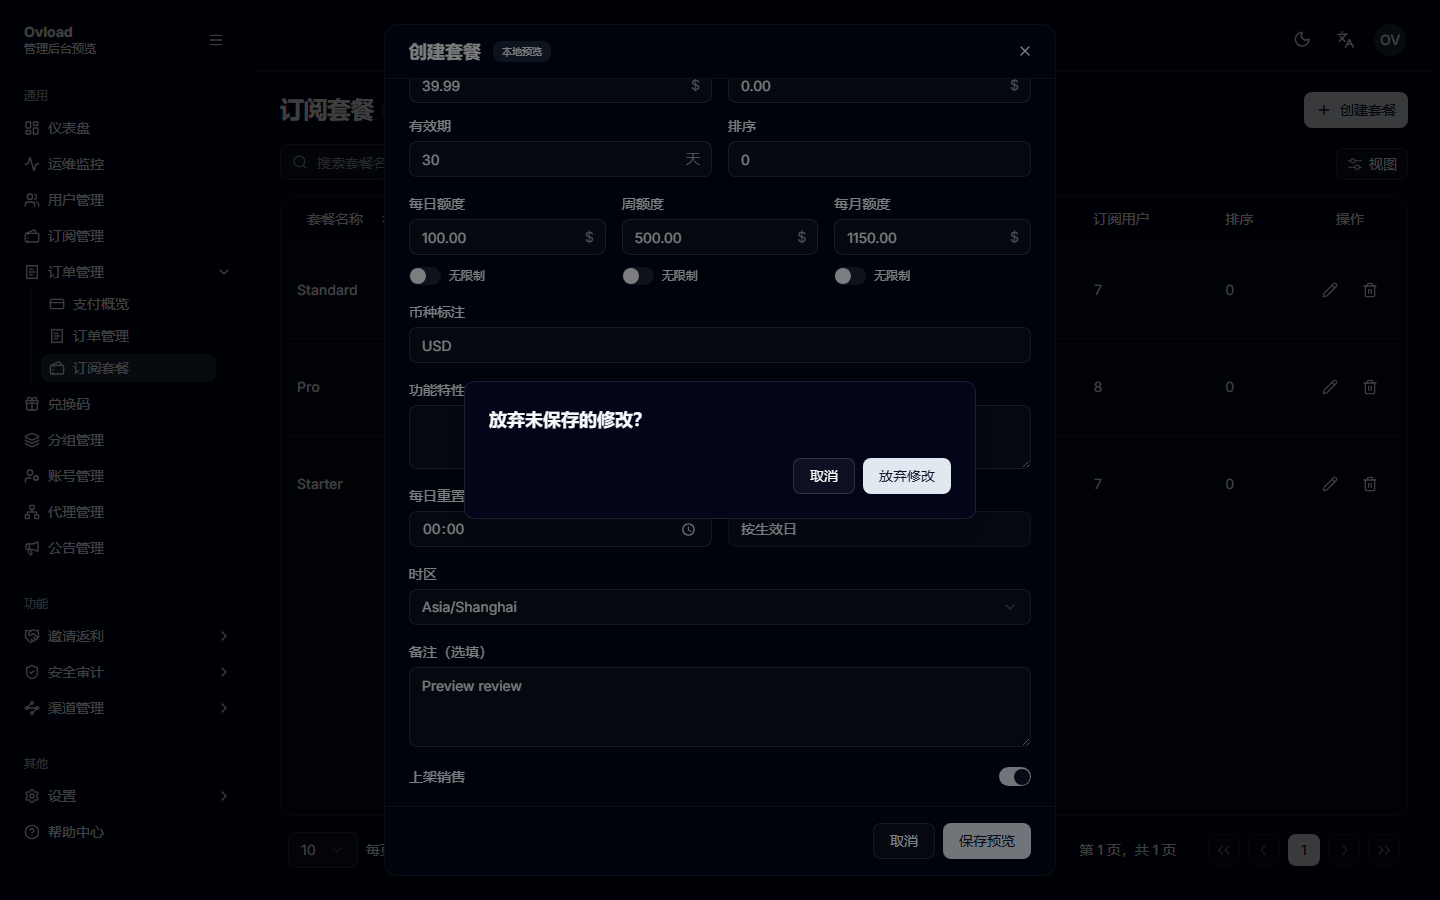 Ovload
管理后台预览
OV
通用
仪表盘
运维监控
用户管理
订阅管理
订单管理
支付概览
订单管理
订阅套餐
兑换码
分组管理
账号管理
代理管理
公告管理
功能
邀请返利
安全审计
渠道管理
其他
设置
帮助中心
订阅套餐
创建套餐
搜索套餐名
视图
套餐名称
订阅用户
排序
操作
Standard
7
0
Pro
8
0
Starter
7
0
10
每页
第 1 页，共 1 页
1
创建套餐
本地预览
39.99
$
0.00
$
有效期
排序
30
天
0
每日额度
周额度
每月额度
100.00
$
500.00
$
1150.00
$
无限制
无限制
无限制
币种标注
USD
功能特性
每日重置
00:00
按生效日
时区
Asia/Shanghai
备注（选填）
Preview review
上架销售
取消
保存预览
放弃未保存的修改？
取消
放弃修改